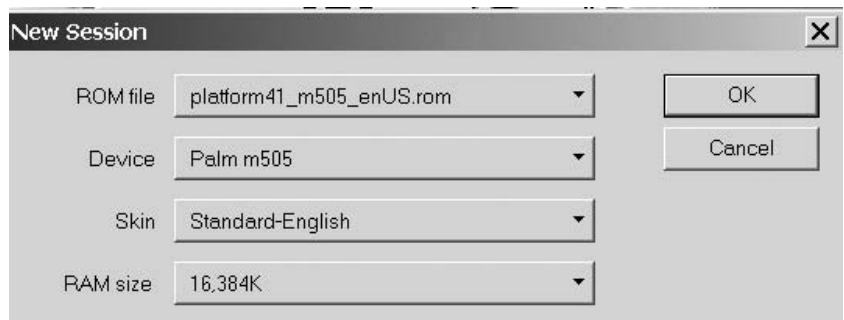 New Session
ROM file platform41_m505_enUS.rom OK
Device Palm m505 Cancel
Skin Standard-English
RAM size 16,384K